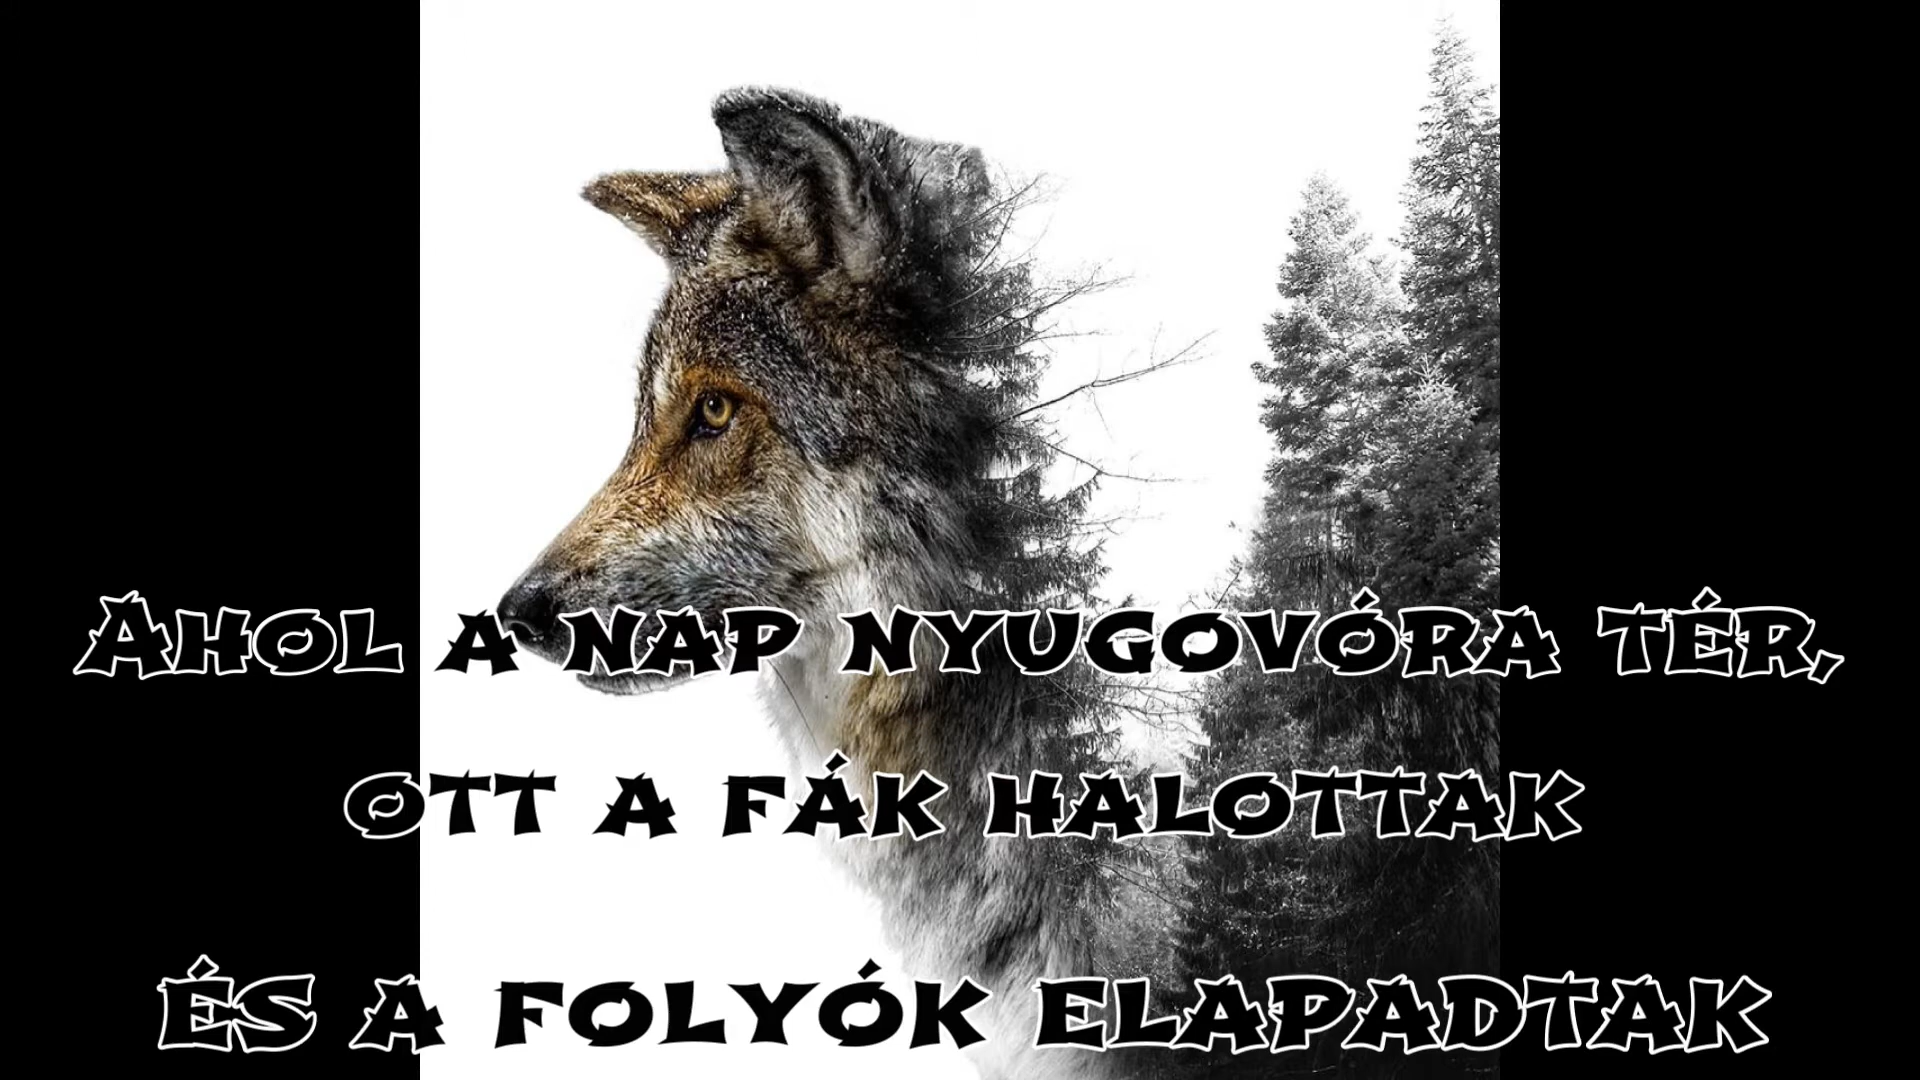 Ahol a nap nyugovóra tér,
ott a fák halottak
és a folyók elapadtak